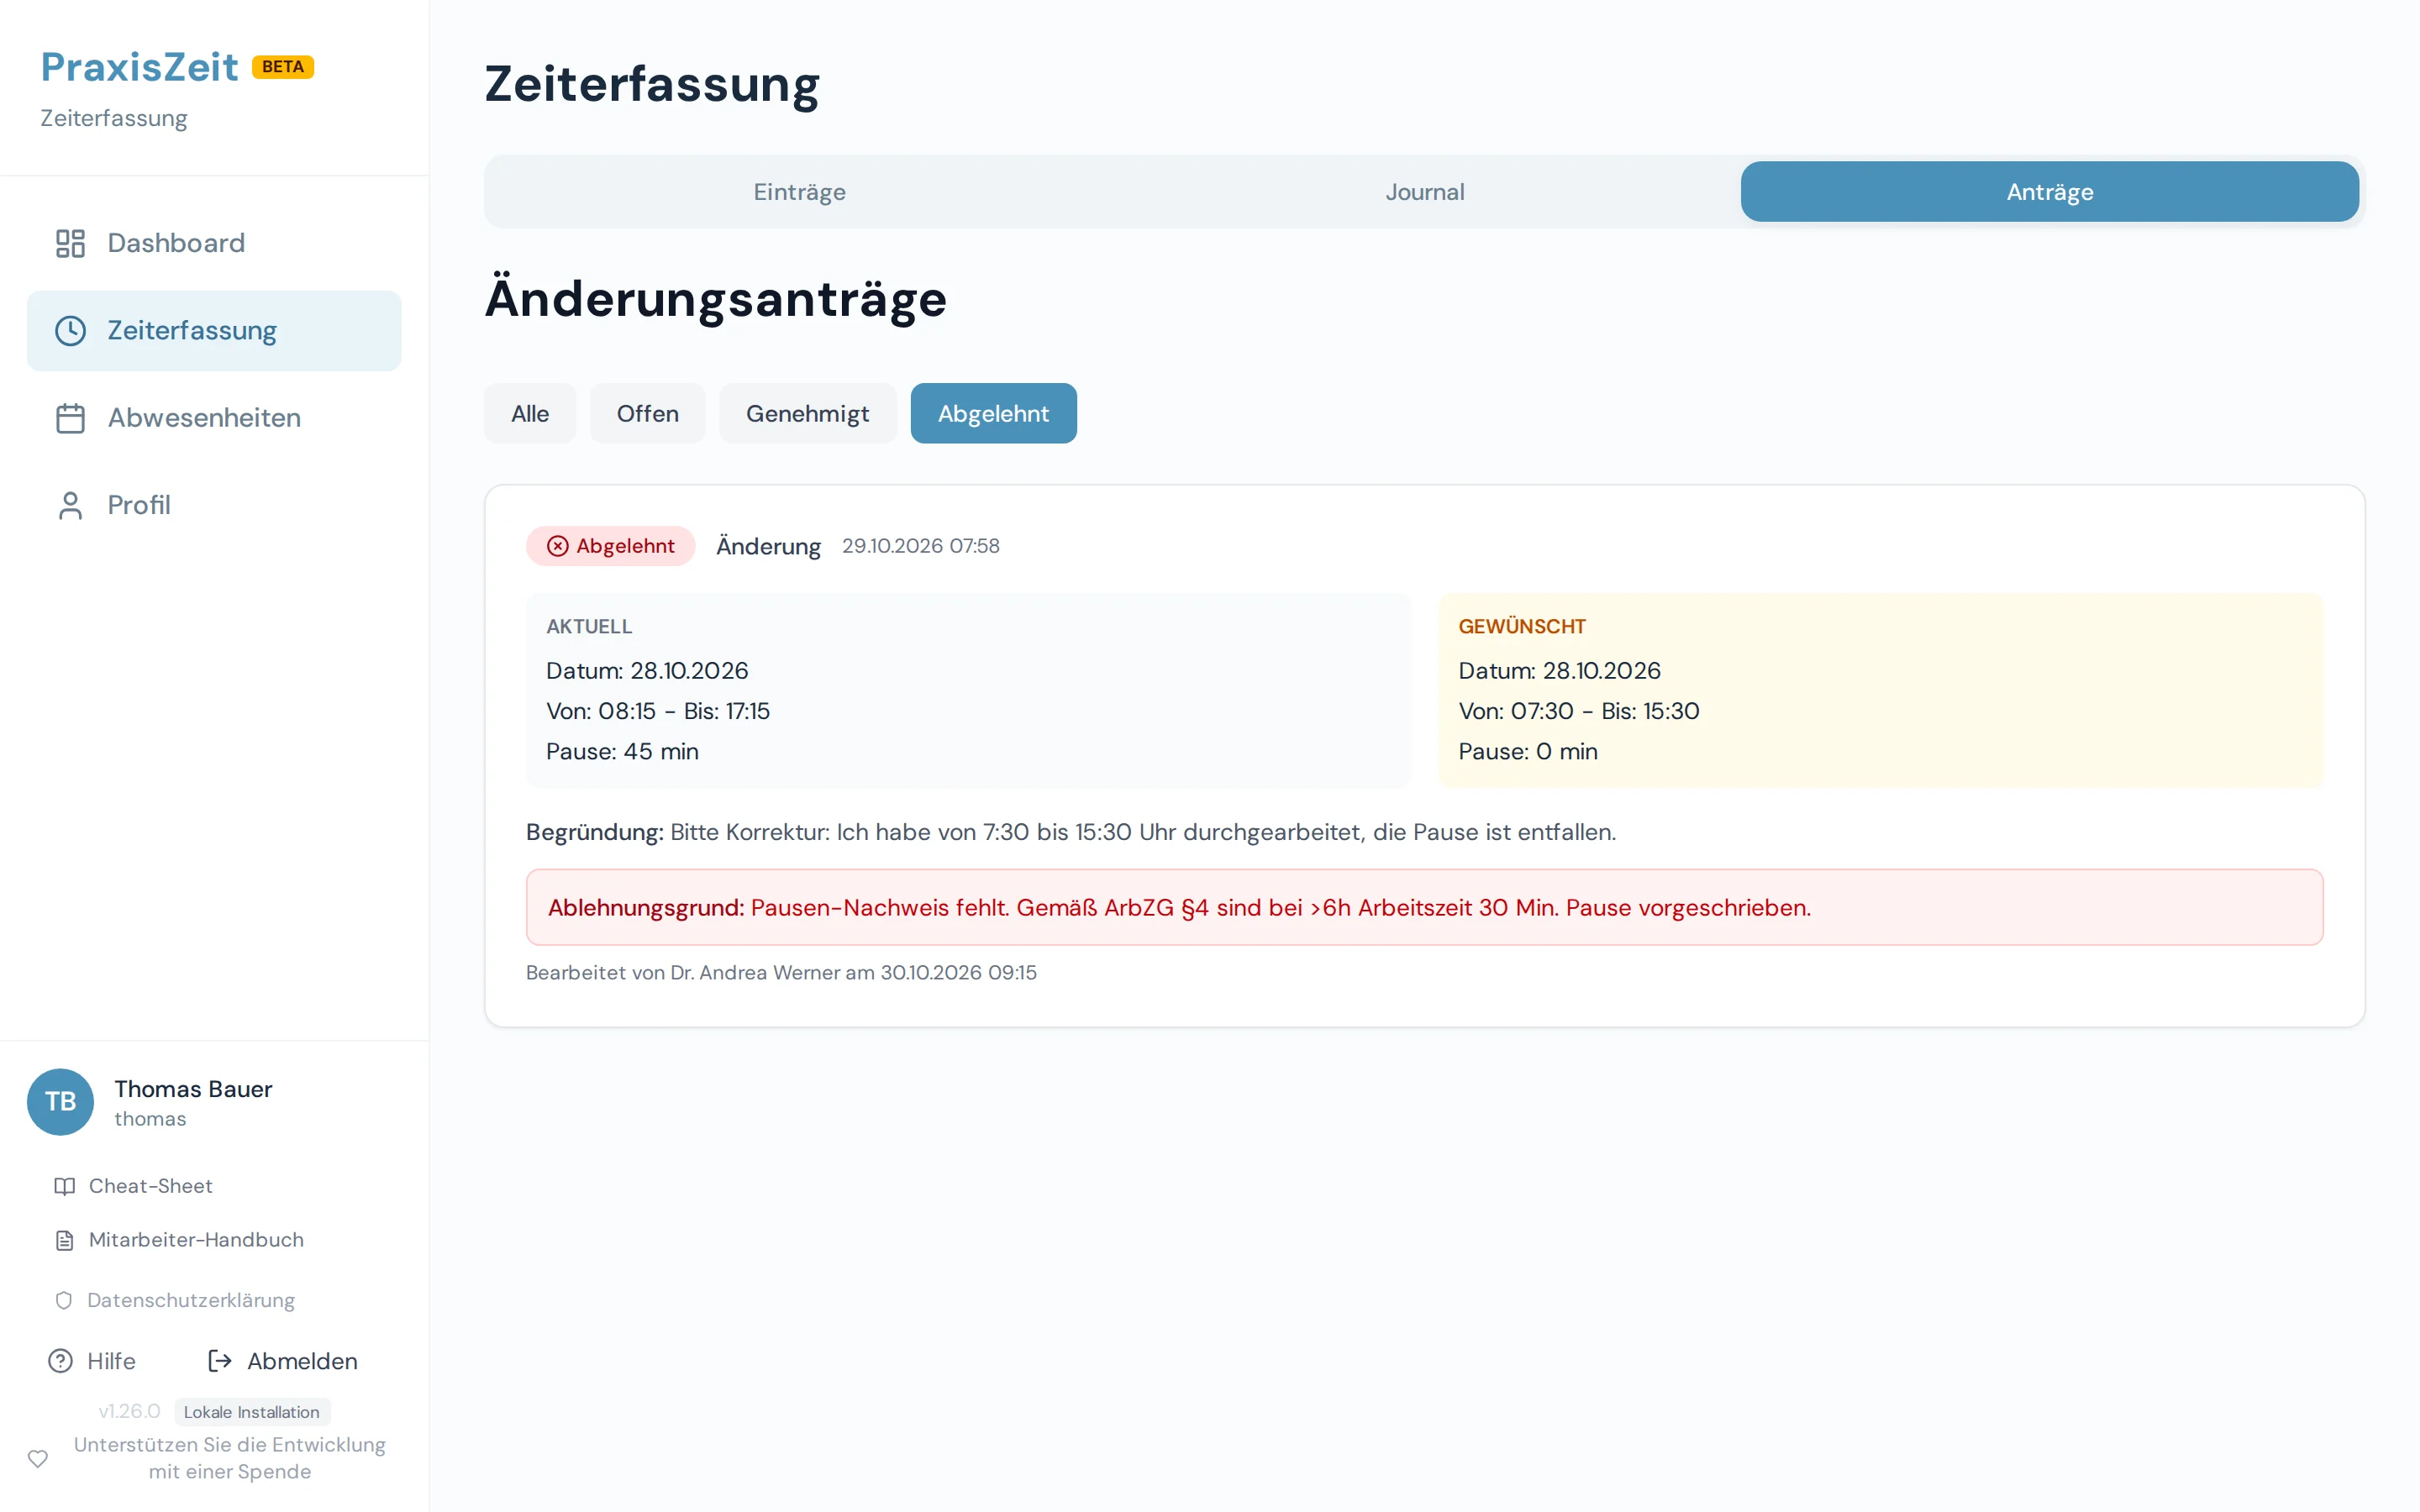 PraxisZeit BETA
Zeiterfassung
Dashboard
Zeiterfassung
Abwesenheiten
Profil
Thomas Bauer
TB
thomas
Cheat-Sheet
Mitarbeiter-Handbuch
Datenschutzerklärung
Hilfe Abmelden
v1.26.0 Lokale Installation
Unterstützen Sie die Entwicklung
mit einer Spende
Zeiterfassung
Einträge Journal Anträge
Änderungsanträge
Alle Offen Genehmigt Abgelehnt
Abgelehnt Änderung 29.10.2026 07:58
AKTUELL
Datum: 28.10.2026
Von: 08:15 - Bis: 17:15
Pause: 45 min
GEWÜNSCHT
Datum: 28.10.2026
Von: 07:30 - Bis: 15:30
Pause: 0 min
Begründung: Bitte Korrektur: Ich habe von 7:30 bis 15:30 Uhr durchgearbeitet, die Pause ist entfallen.
Ablehnungsgrund: Pausen-Nachweis fehlt. Gemäß ArbZG §4 sind bei >6h Arbeitszeit 30 Min. Pause vorgeschrieben.
Bearbeitet von Dr. Andrea Werner am 30.10.2026 09:15